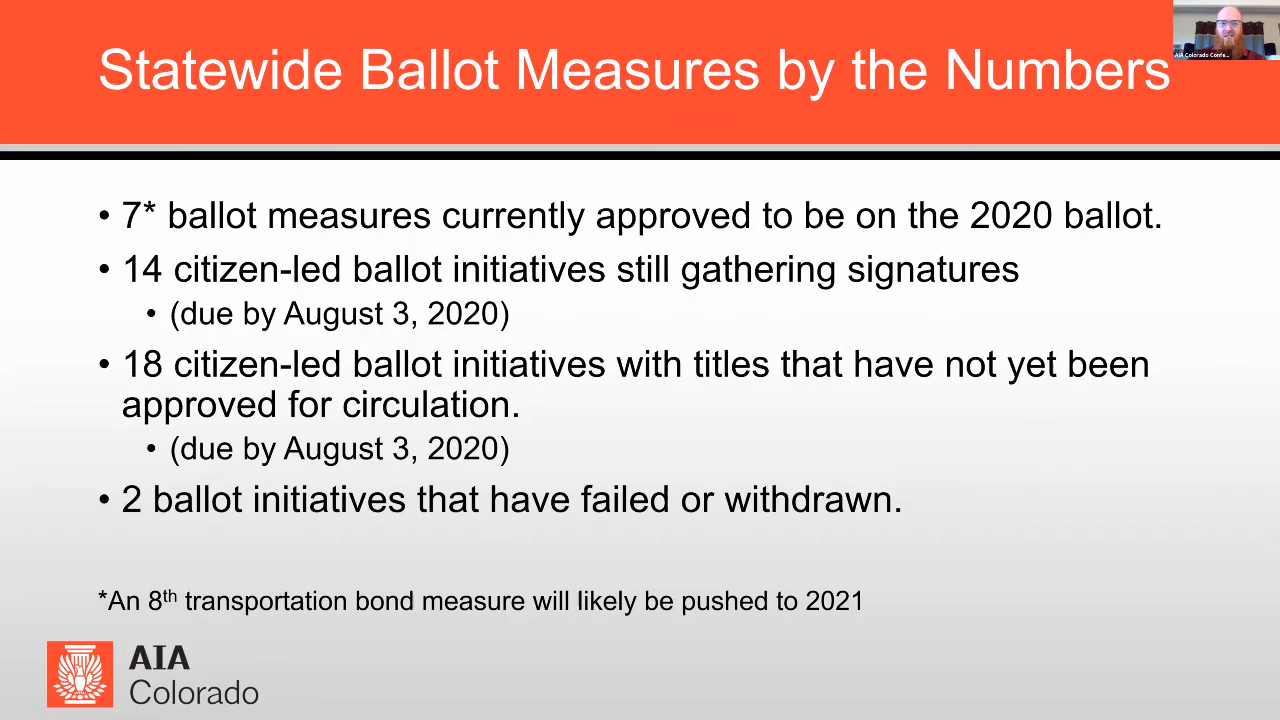 Statewide Ballot Measures by the Numbers
AIA Colorado Confe...
• 7* ballot measures currently approved to be on the 2020 ballot.
• 14 citizen-led ballot initiatives still gathering signatures
• (due by August 3, 2020)
• 18 citizen-led ballot initiatives with titles that have not yet been
approved for circulation.
• (due by August 3, 2020)
• 2 ballot initiatives that have failed or withdrawn.
*An 8th transportation bond measure will likely be pushed to 2021
AIA
Colorado